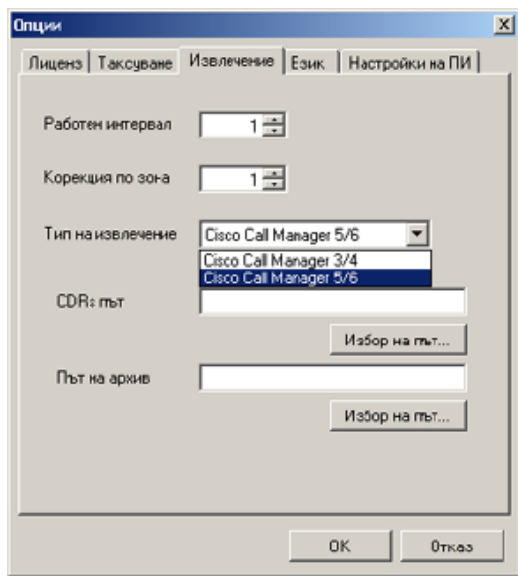 Опции
Лиценз Таксуване Извлечение Език Настройки на ПИ
Работен интервал 1
Корекция по зона 1
Тип на извлечение Cisco Call Manager 5/6
Cisco Call Manager 3/4
Cisco Call Manager 5/6
CDRs път
Избор на път...
Път на архив
Избор на път...
OK Отказ